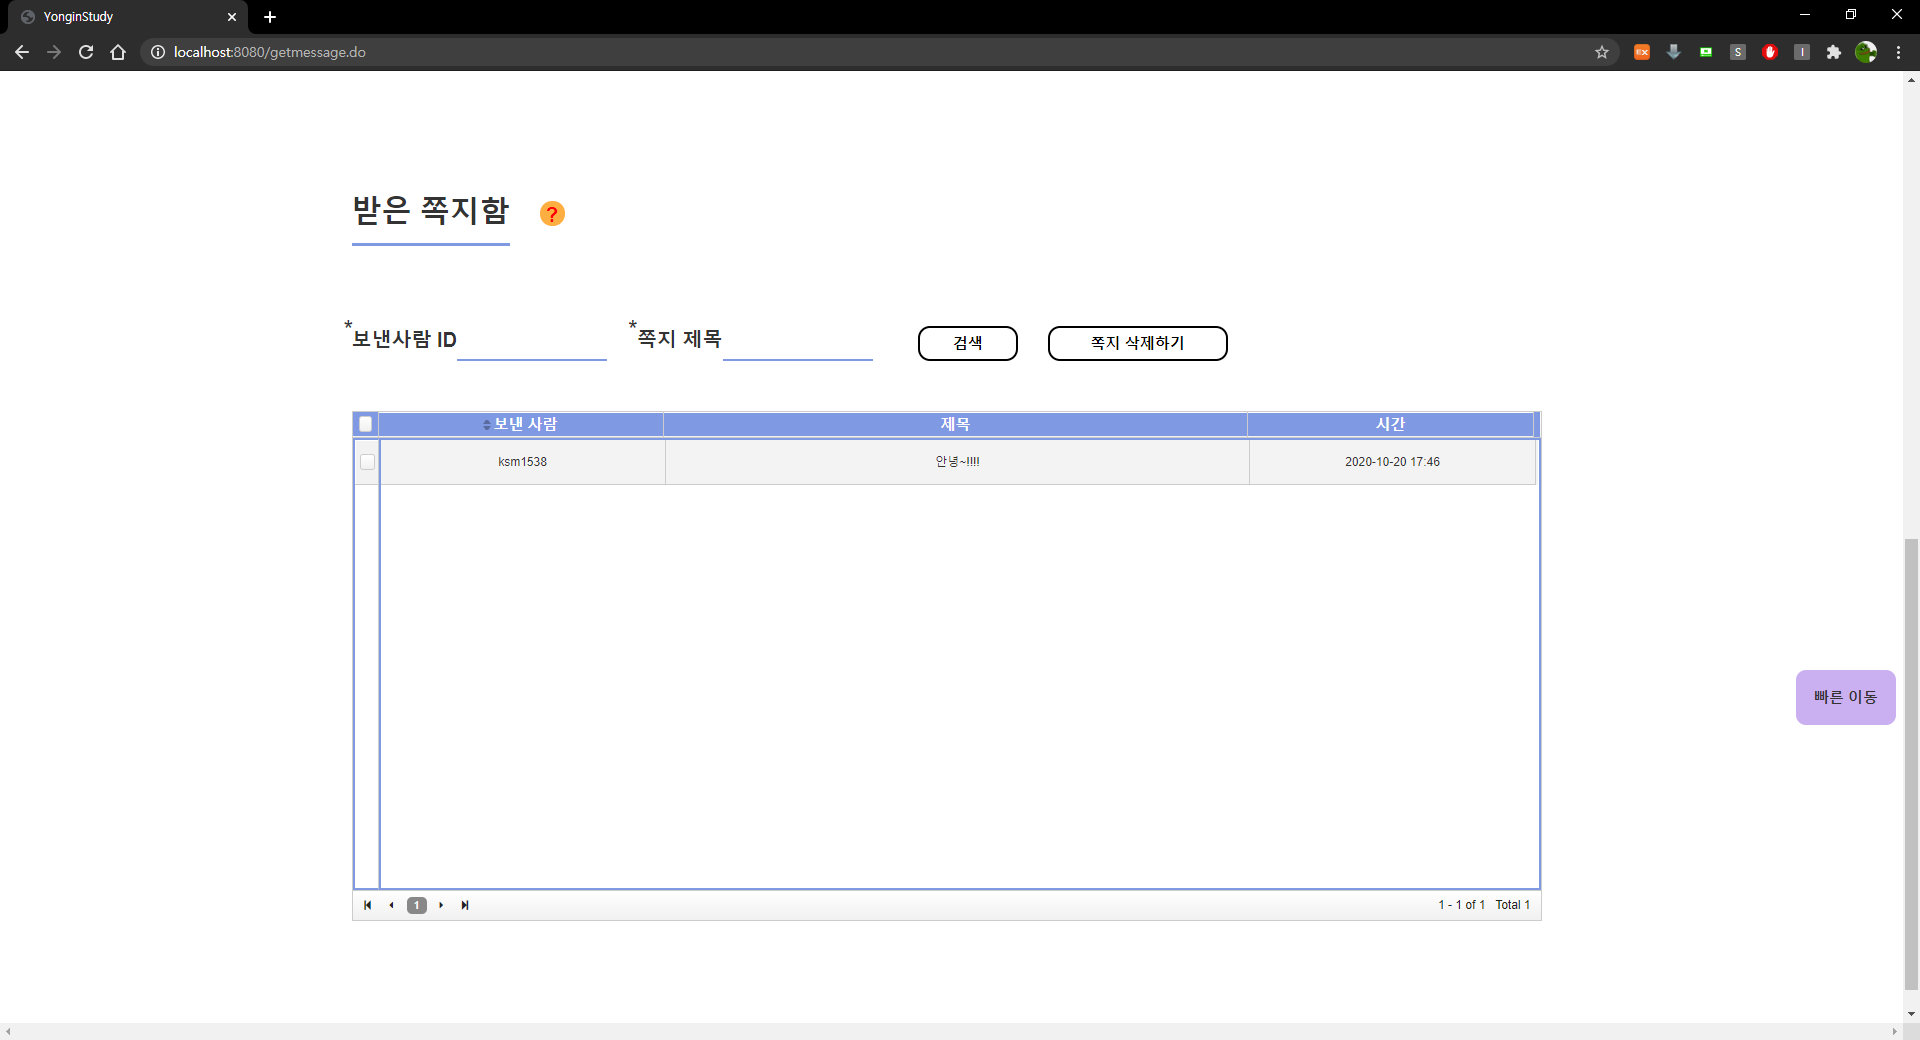 YonginStudy
localhost:8080/getmessage.do
EX
S
I
받은 쪽지함 ?
*보낸사람 ID *쪽지 제목 검색 쪽지 삭제하기
보낸 사람 제목 시간
ksm1538 안녕~!!!! 2020-10-20 17:46
빠른 이동
1 1 - 1 of 1 Total 1